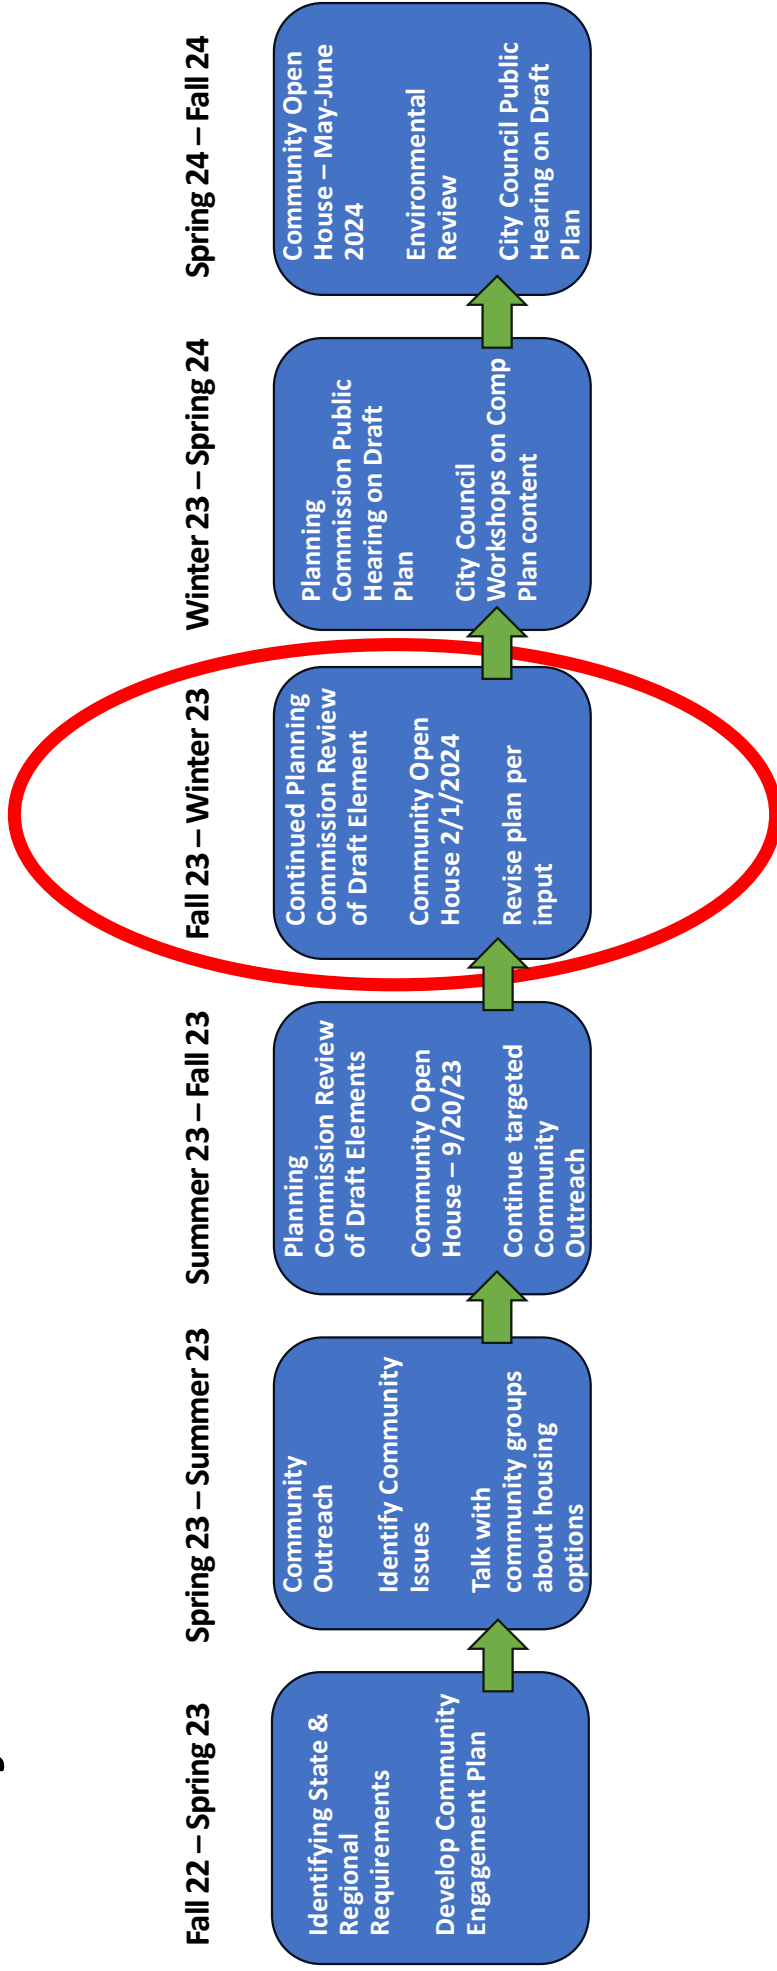 Fall 22 – Spring 23
Identifying State &
Regional
Requirements
Develop Community
Engagement Plan
Spring 23 – Summer 23
Community
Outreach
Identify Community
Issues
Talk with
community groups
about housing
options
Summer 23 – Fall 23
Planning
Commission Review
of Draft Elements
Community Open
House – 9/20/23
Continue targeted
Community
Outreach
Fall 23 – Winter 23
Continued Planning
Commission Review
of Draft Element
Community Open
House 2/1/2024
Revise plan per
input
Winter 23 – Spring 24
Planning
Commission Public
Hearing on Draft
Plan
City Council
Workshops on Comp
Plan content
Spring 24 – Fall 24
Community Open
House – May-June
2024
Environmental
Review
City Council Public
Hearing on Draft
Plan